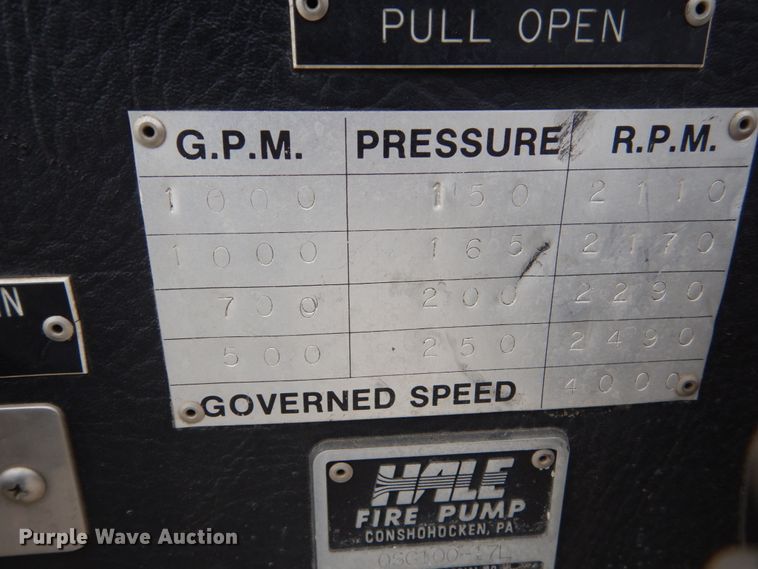 PULL OPEN
G.P.M. PRESSURE R.P.M.
1000 150 2110
1000 165 2170
700 200 2290
500 250 2490
GOVERNED SPEED 4000
IN
HALE
FIRE PUMP
CONSHOHOCKEN, PA
Purple Wave Auction